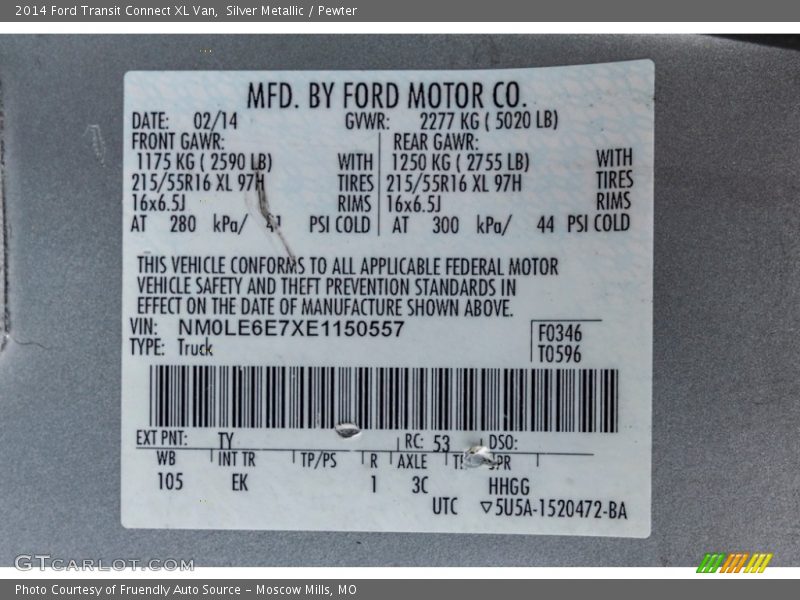 2014 Ford Transit Connect XL Van,  Silver Metallic / Pewter
MFD. BY FORD MOTOR CO.
DATE: 02/14 GVWR: 2277 KG ( 5020 LB)
FRONT GAWR: REAR GAWR:
1175 KG ( 2590 LB) WITH 1250 KG ( 2755 LB) WITH
215/55R16 XL 97H TIRES 215/55R16 XL 97H TIRES
16x6.5J RIMS 16x6.5J RIMS
AT 280 kPa/ PSI COLD AT 300 kPa/ 44 PSI COLD
THIS VEHICLE CONFORMS TO ALL APPLICABLE FEDERAL MOTOR
VEHICLE SAFETY AND THEFT PREVENTION STANDARDS IN
EFFECT ON THE DATE OF MANUFACTURE SHOWN ABOVE.
VIN: NM0LE6E7XE1150557 F0346
TYPE: Truck T0596
EXT PNT: TY RC: 53 DSO:
WB INT TR TP/PS R AXLE
105 EK 1 3C HHGG
UTC ▽5U5A-1520472-BA
GTcarlot.com
Photo Courtesy of Fruendly Auto Source – Moscow Mills, MO